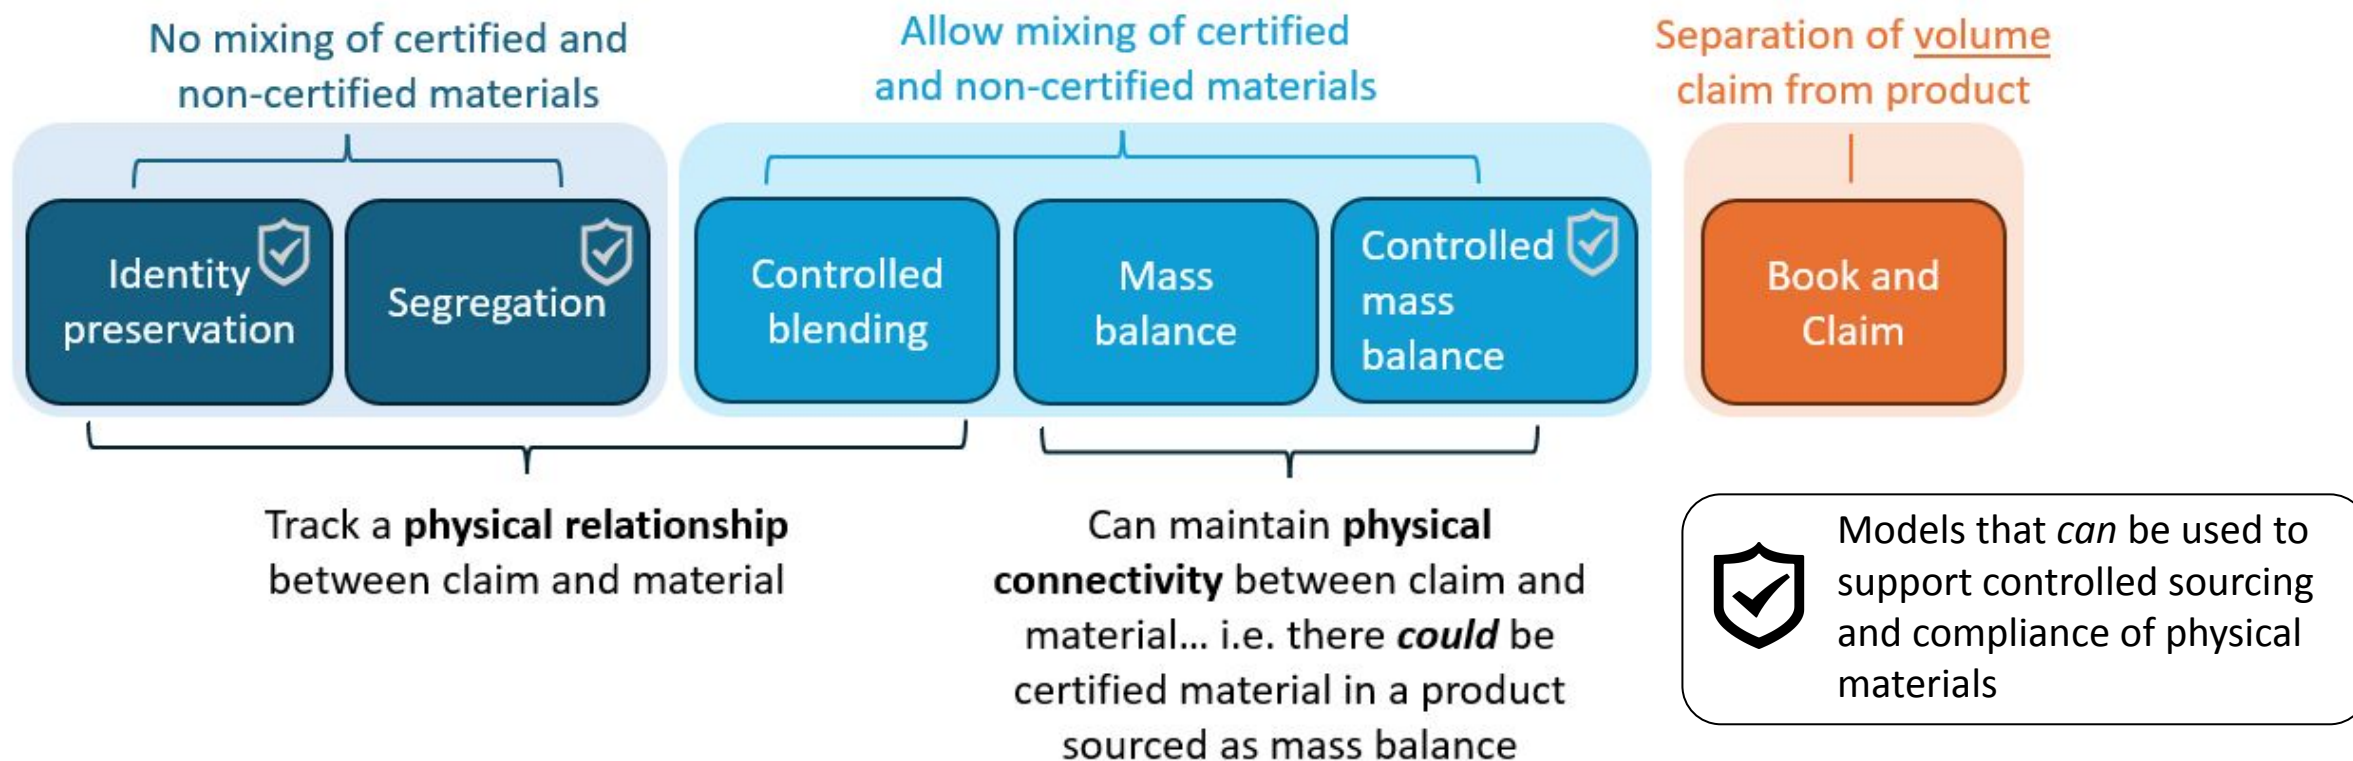 No mixing of certified and
non-certified materials
Allow mixing of certified
and non-certified materials
Separation of volume
claim from product
Identity
preservation
Segregation
Controlled
blending
Mass
balance
Controlled
mass
balance
Book and
Claim
Track a physical relationship
between claim and material
Can maintain physical
connectivity between claim and
material... i.e. there could be
certified material in a product
sourced as mass balance
Models that can be used to
support controlled sourcing
and compliance of physical
materials